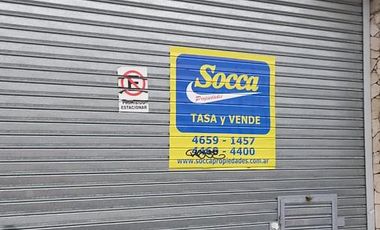 Socca
Propiedades
TASA y VENDE
4659 - 1457
4400
www.soccapropiedades.com.ar
PROHIBIDO
ESTACIONAR